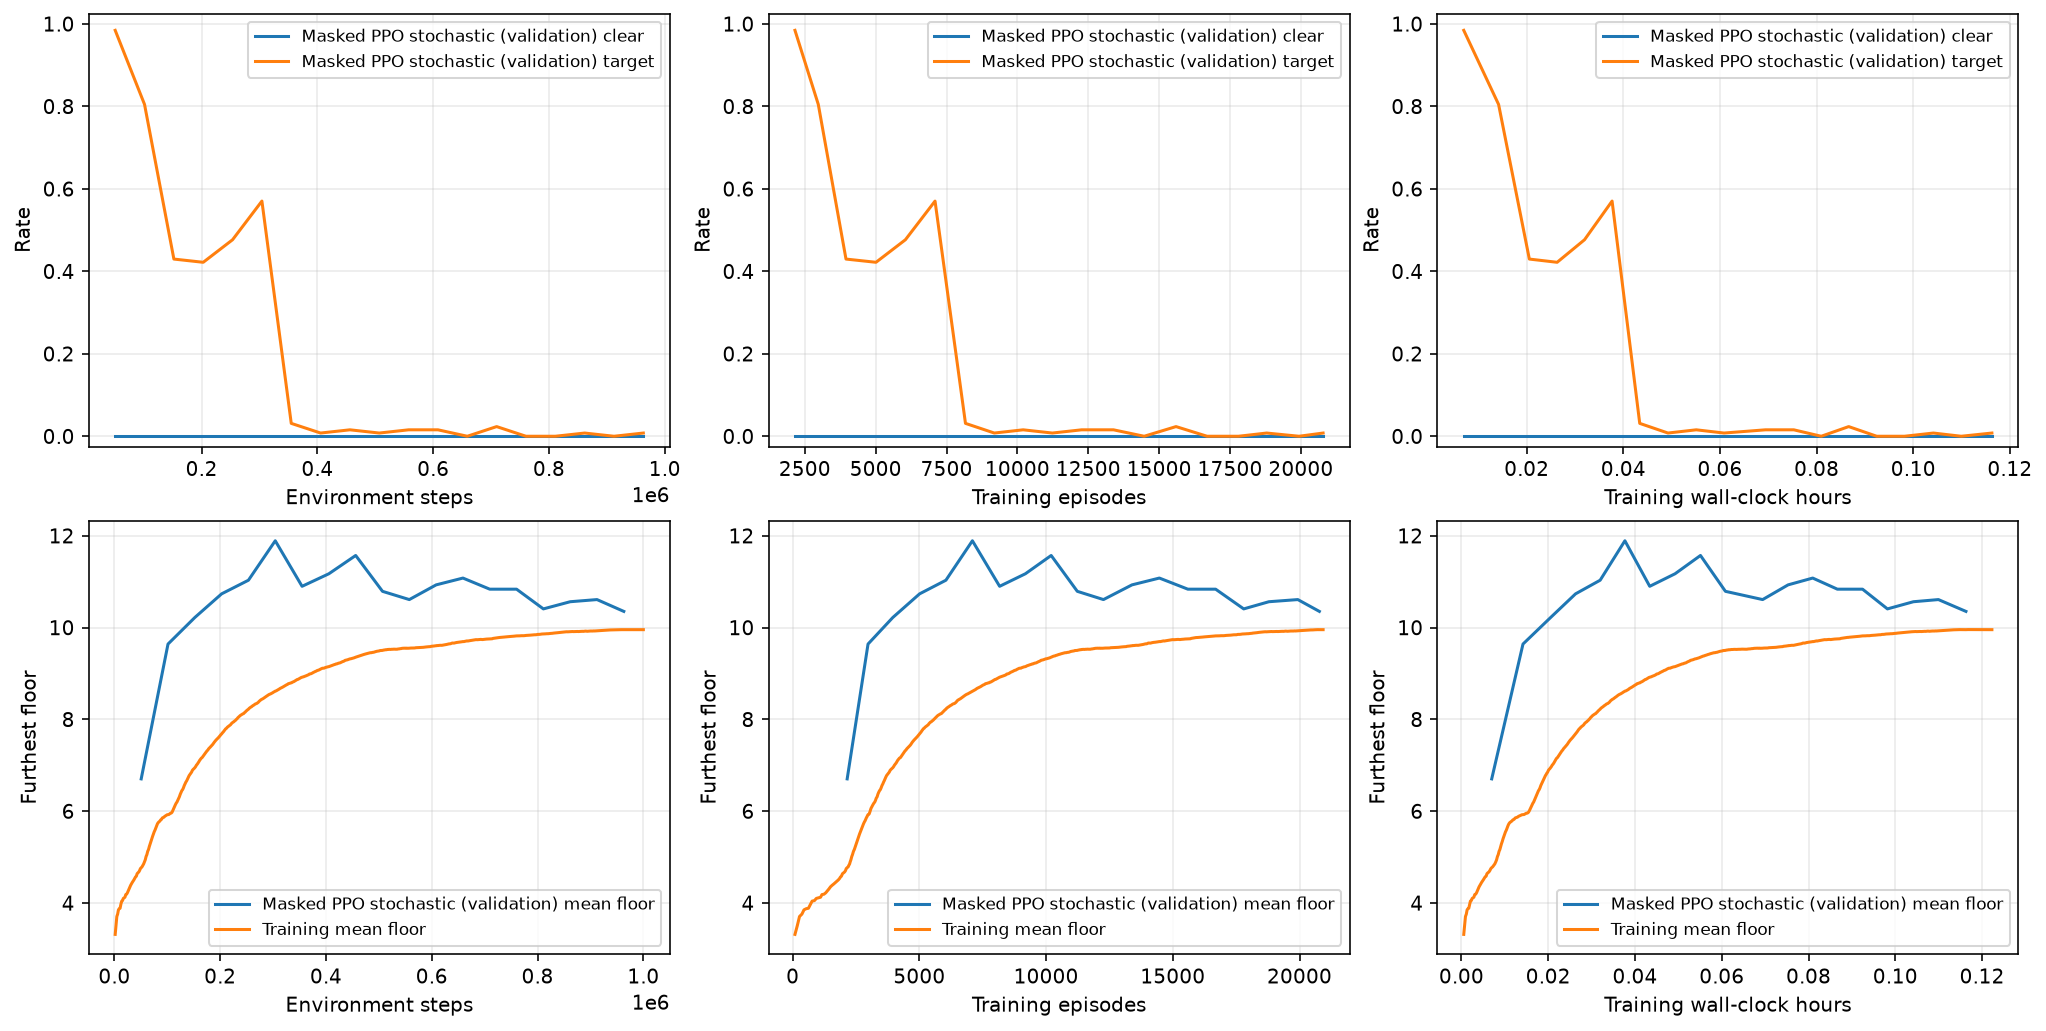 Masked PPO stochastic (validation) clear
Masked PPO stochastic (validation) target
1.0
0.8
0.6
0.4
0.2
0.0
Rate
0.2
0.4
0.6
0.8
1.0
1e6
Environment steps
Masked PPO stochastic (validation) clear
Masked PPO stochastic (validation) target
1.0
0.8
0.6
0.4
0.2
0.0
Rate
2500
5000
7500
10000
12500
15000
17500
20000
Training episodes
Masked PPO stochastic (validation) clear
Masked PPO stochastic (validation) target
1.0
0.8
0.6
0.4
0.2
0.0
Rate
0.02
0.04
0.06
0.08
0.10
0.12
Training wall-clock hours
12
10
8
6
4
Furthest floor
Masked PPO stochastic (validation) mean floor
Training mean floor
0.0
0.2
0.4
0.6
0.8
1.0
1e6
Environment steps
12
10
8
6
4
Furthest floor
Masked PPO stochastic (validation) mean floor
Training mean floor
0
5000
10000
15000
20000
Training episodes
12
10
8
6
4
Furthest floor
Masked PPO stochastic (validation) mean floor
Training mean floor
0.00
0.02
0.04
0.06
0.08
0.10
0.12
Training wall-clock hours